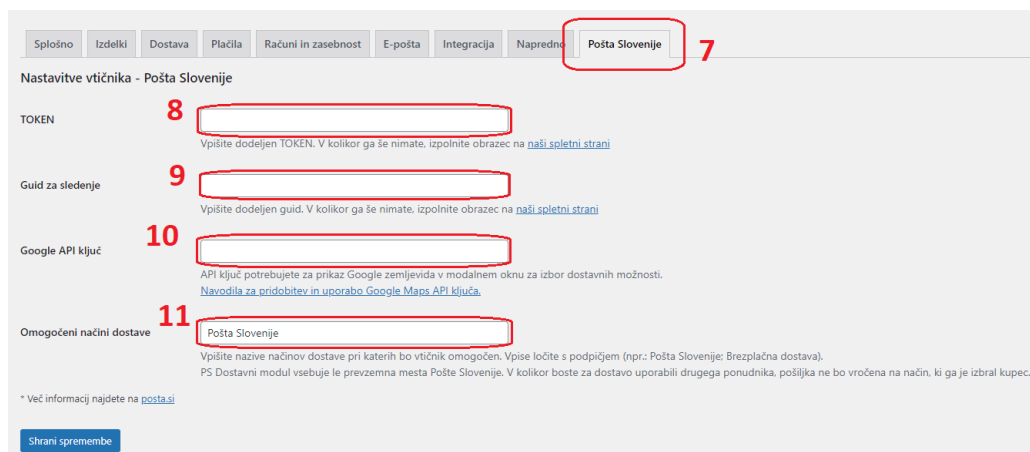 Splošno Izdelki Dostava Plačila Računi in zasebnost E-pošta Integracija Napredno Pošta Slovenije 7
Nastavitve vtičnika - Pošta Slovenije
TOKEN 8
Vpišite dodeljen TOKEN. V kolikor ga še nimate, izpolnite obrazec na naši spletni strani
Guid za sledenje 9
Vpišite dodeljen guid. V kolikor ga še nimate, izpolnite obrazec na naši spletni strani
Google API ključ 10
API ključ potrebujete za prikaz Google zemljevida v modalnem oknu za izbor dostavnih možnosti.
Navodila za pridobitev in uporabo Google Maps API ključa.
Omogočeni načini dostave 11 Pošta Slovenije
Vpišite nazive načinov dostave pri katerih bo vtičnik omogočen. Vpise ločite s podpičjem (npr.: Pošta Slovenije; Brezplačna dostava).
PS Dostavni modul vsebuje le prevzemna mesta Pošte Slovenije. V kolikor boste za dostavo uporabili drugega ponudnika, pošiljka ne bo vročena na način, ki ga je izbral kupec.
* Več informacij najdete na posta.si
Shrani spremembe